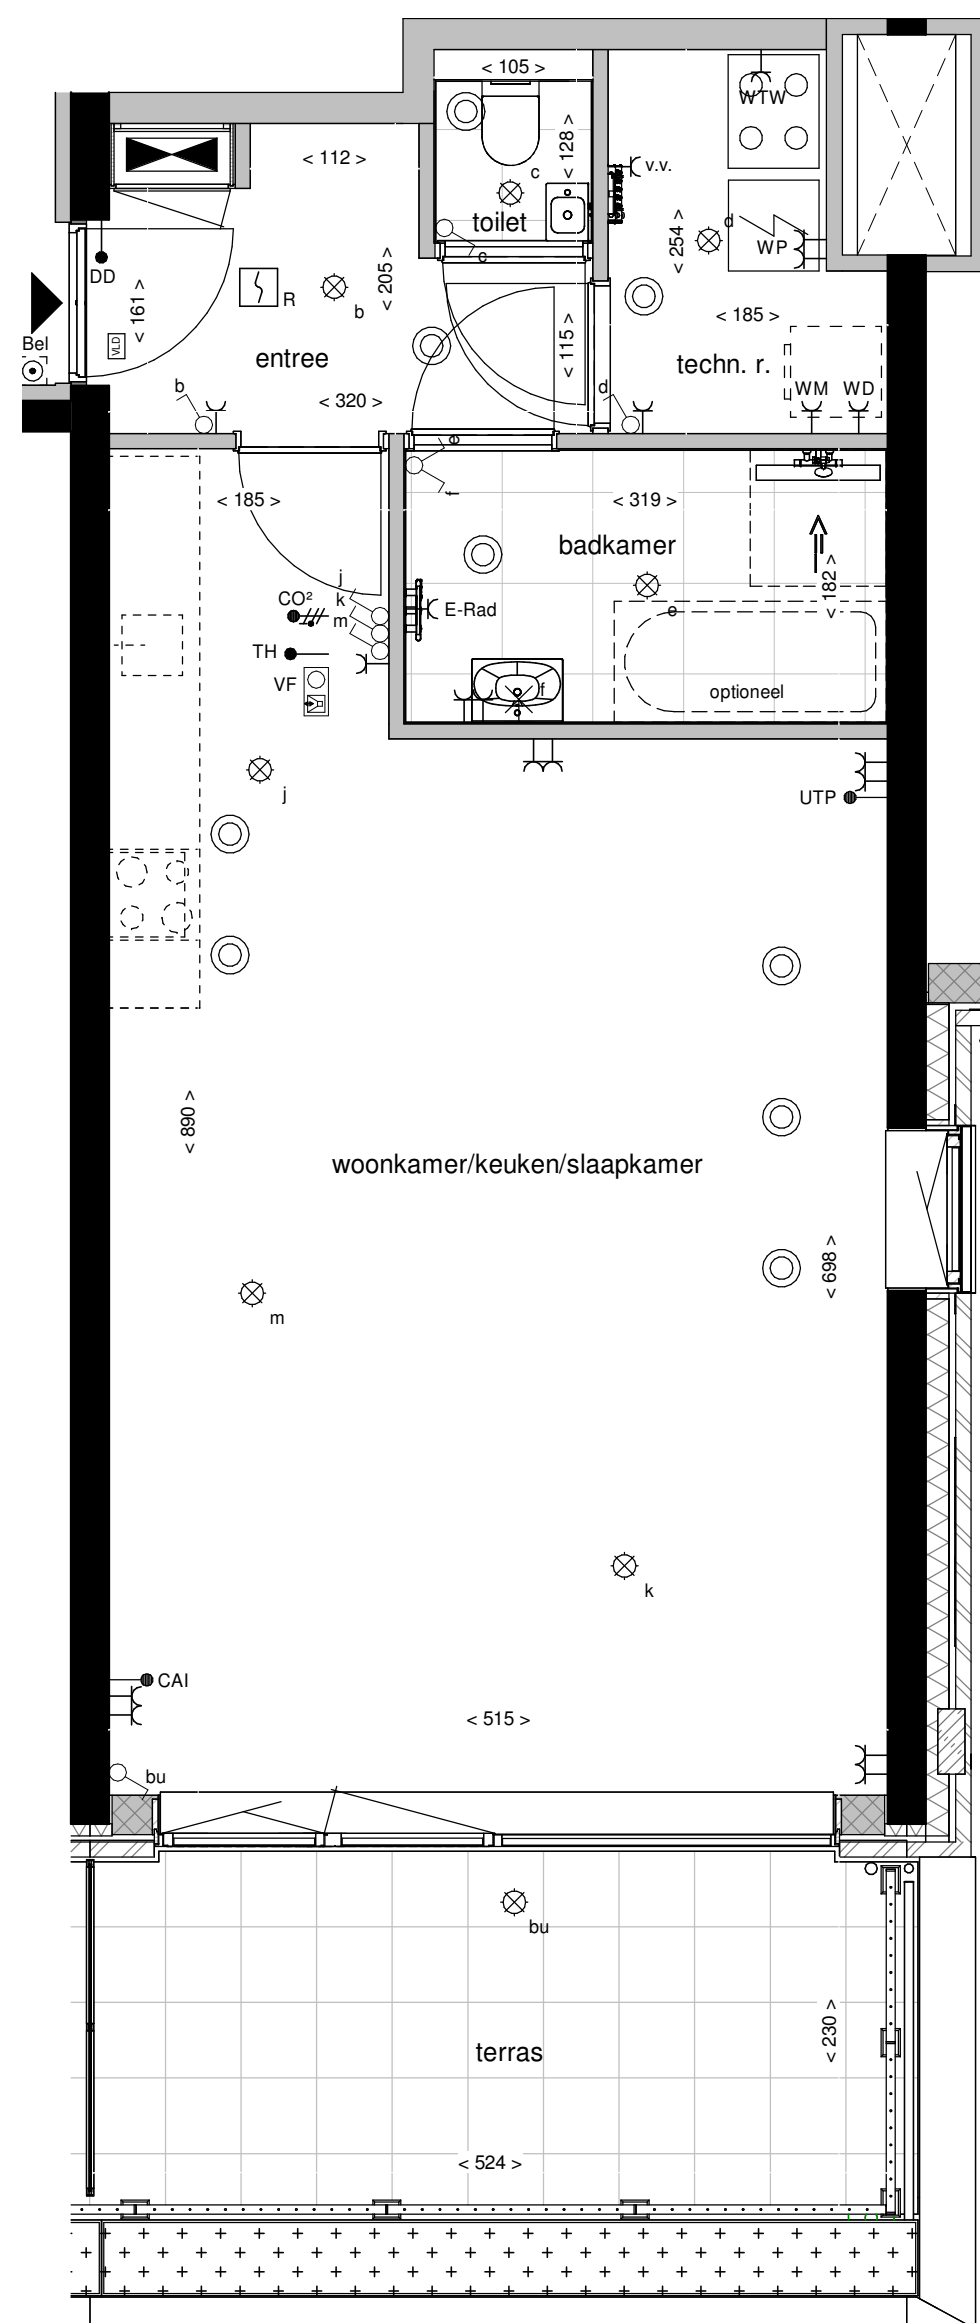 < 105 >
WTW
< 128 >
< 112 >
v.v.
c
toilet
d
< 254 >
WP
c
DD
< 205 >
R
b
< 161 >
VLD
Bel
< 185 >
< 115 >
entree
techn. r.
b
d
WM WD
< 320 >
e
f
< 185 >
< 319 >
badkamer
j
k
m
CO²
< 182 >
E-Rad
e
TH
VF
f
optioneel
j
UTP
< 890 >
woonkamer/keuken/slaapkamer
< 698 >
m
k
CAI
< 515 >
bu
bu
< 230 >
terras
< 524 >